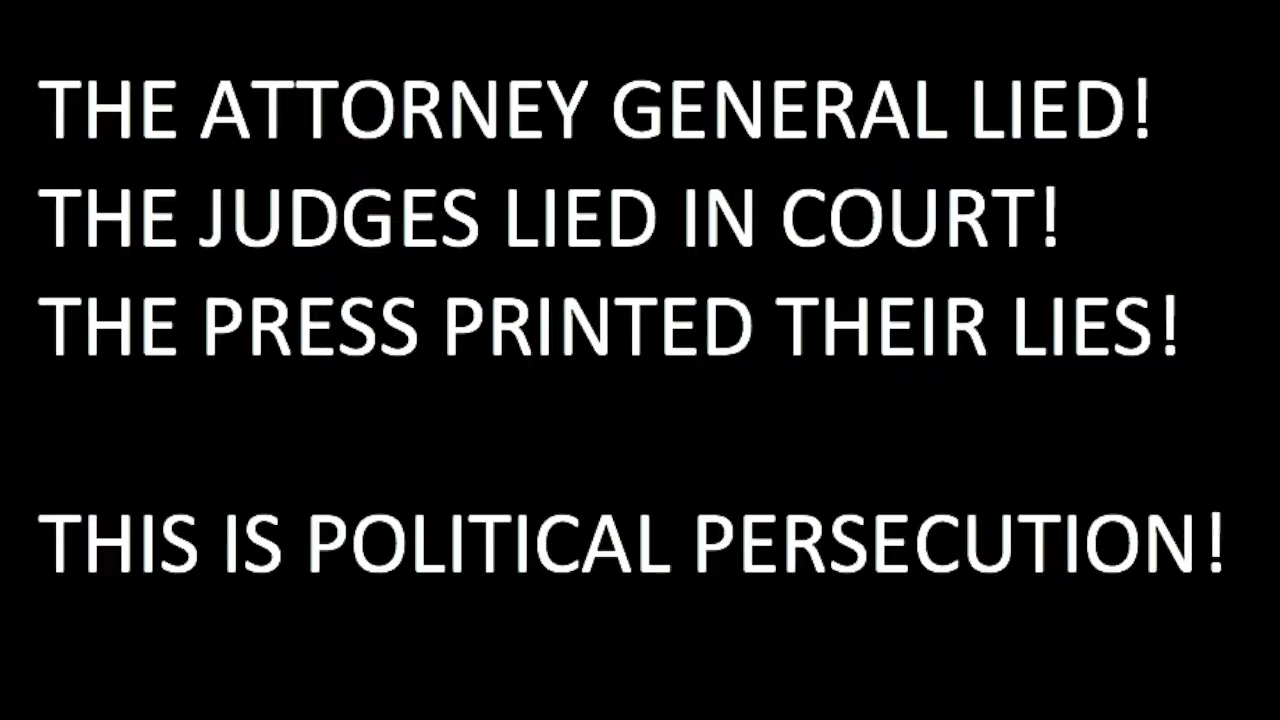 THE ATTORNEY GENERAL LIED!
THE JUDGES LIED IN COURT!
THE PRESS PRINTED THEIR LIES!
THIS IS POLITICAL PERSECUTION!